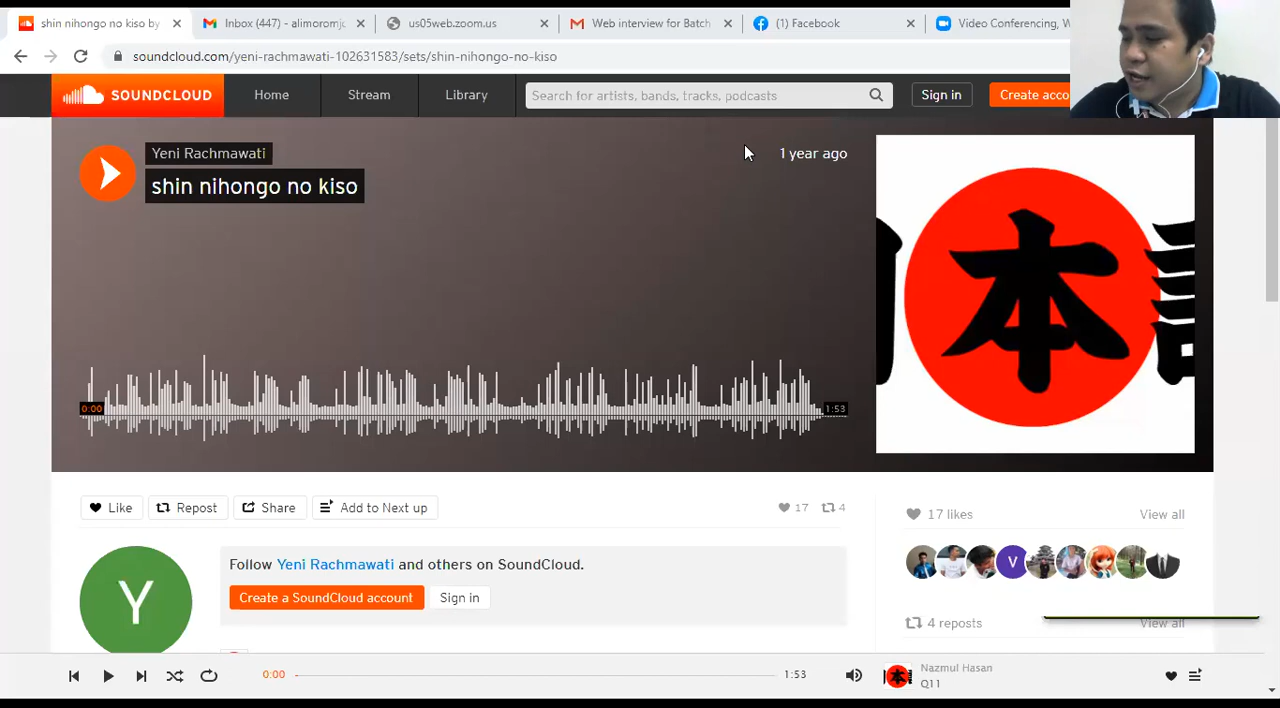 shin nihongo no kiso by
Inbox (447) - alimoromjc
us05web.zoom.us
Web interview for Batch
Facebook
Video Conferencing, W
soundcloud.com/yeni-rachmawati-102631583/sets/shin-nihongo-no-kiso
SOUNDCLOUD
Home
Stream
Library
Search for artists, bands, tracks, podcasts
Sign in
Create acco
Yeni Rachmawati
1 year ago
shin nihongo no kiso
本
0:00
1:53
Like
Repost
Share
Add to Next up
17
4
17 likes
View all
V
Y
Follow Yeni Rachmawati and others on SoundCloud.
Create a SoundCloud account
Sign in
4 reposts
View all
0:00
1:53
Nazmul Hasan
Q11